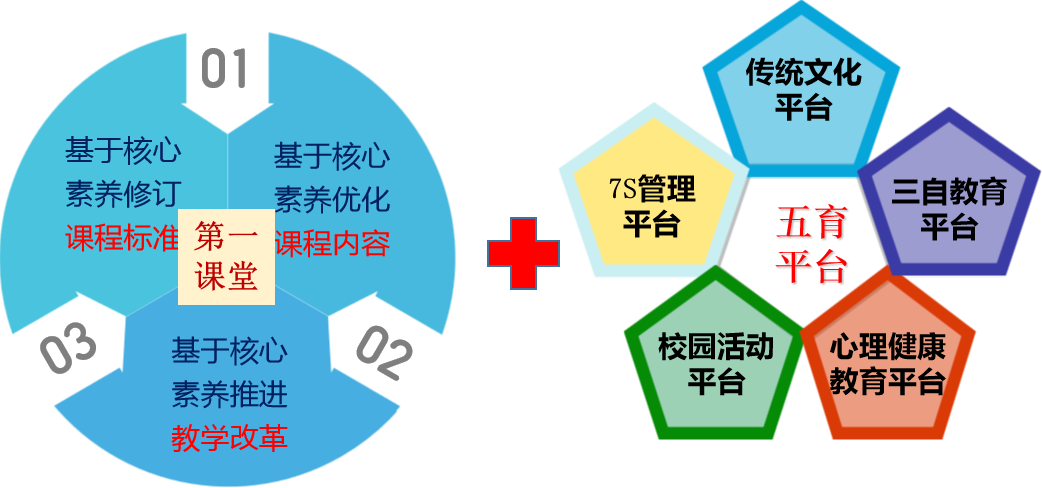 01
基于核心
素养修订
课程标准
基于核心
素养优化
课程内容
第一
课堂
03
02
基于核心
素养推进
教学改革
传统文化
平台
7S管理
平台
三自教育
平台
五育
平台
校园活动
平台
心理健康
教育平台